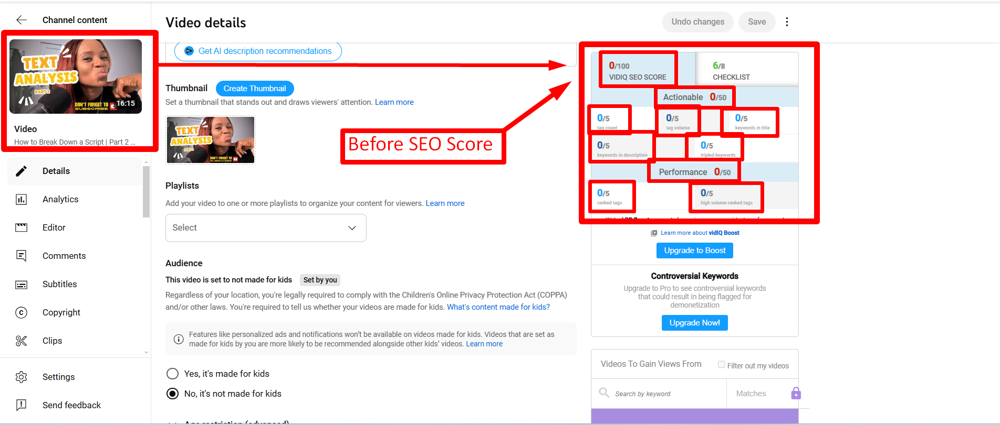 Channel content
Video details
Undo changes
Save
TEXT
ANALYSIS
PART 2
DON'T FORGET TO
SUBSCRIBE
16:15
Video
How to Break Down a Script | Part 2 ...
Details
Analytics
Editor
Comments
Subtitles
Copyright
Clips
Settings
Send feedback
Get AI description recommendations
Thumbnail
Create Thumbnail
Set a thumbnail that stands out and draws viewers' attention. Learn more
TEXT
ANALYSIS
DON'T FORGET TO
SUBSCRIBE
Before SEO Score
Playlists
Add your video to one or more playlists to organize your content for viewers. Learn more
Select
Audience
This video is set to not made for kids Set by you
Regardless of your location, you're legally required to comply with the Children's Online Privacy Protection Act (COPPA)
and/or other laws. You're required to tell us whether your videos are made for kids. What's content made for kids?
Features like personalized ads and notifications won't be available on videos made for kids. Videos that are set as
made for kids by you are more likely to be recommended alongside other kids' videos. Learn more
Yes, it's made for kids
No, it's not made for kids
Age restriction (advanced)
0/100
VIDIQ SEO SCORE
6/8
CHECKLIST
Actionable 0/50
0/5
tag count
0/5
tag volume
0/5
keywords in title
0/5
keywords in description
0/5
tripled keywords
Performance 0/50
0/5
ranked tags
0/5
high volume ranked tags
Learn more about vidIQ Boost
Upgrade to Boost
Controversial Keywords
Upgrade to Pro to see controversial keywords
that could result in being flagged for
demonetization
Upgrade Now!
Videos To Gain Views From
Filter out my videos
Search by keyword
Matches